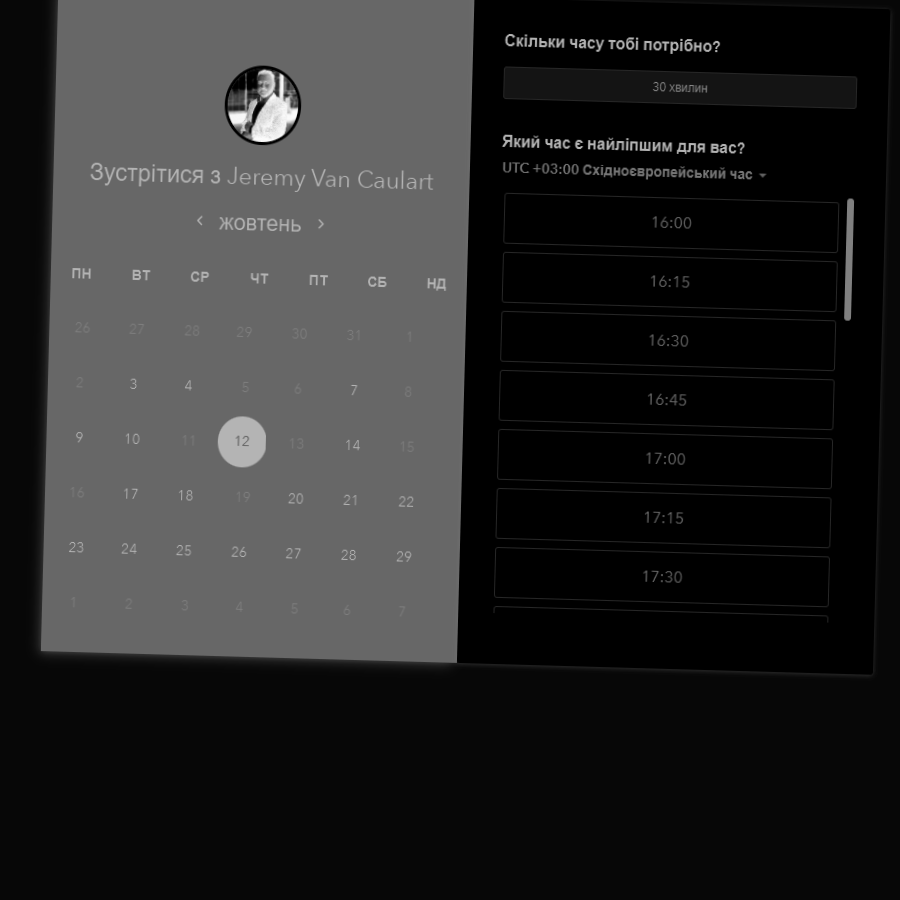 Зустрітися з Jeremy Van Caulart
жовтень
ПН ВТ СР ЧТ ПТ СБ НД
26 27 28 29 30 31 1
2 3 4 5 6 7 8
9 10 11 12 13 14 15
16 17 18 19 20 21 22
23 24 25 26 27 28 29
1 2 3 4 5 6 7
Скільки часу тобі потрібно?
30 хвилин
Який час є найліпшим для вас?
UTC +03:00 Східноєвропейський час
16:00
16:15
16:30
16:45
17:00
17:15
17:30